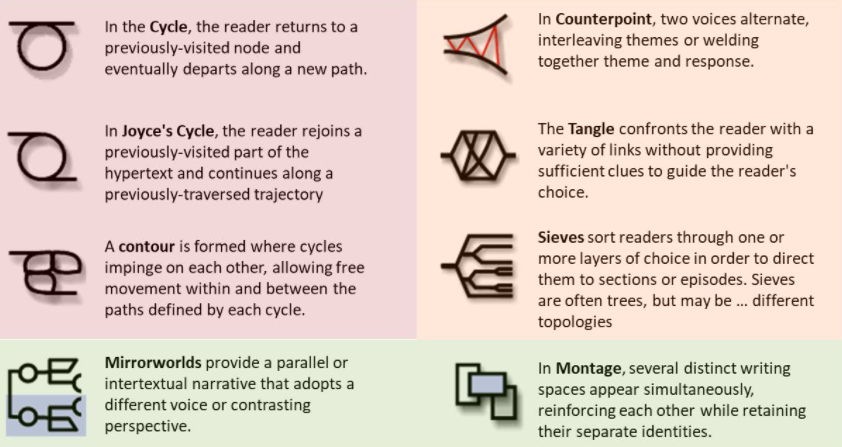 In the Cycle, the reader returns to a
previously-visited node and
eventually departs along a new path.
In Joyce's Cycle, the reader rejoins a
previously-visited part of the
hypertext and continues along a
previously-traversed trajectory
A contour is formed where cycles
impinge on each other, allowing free
movement within and between the
paths defined by each cycle.
Mirrorworlds provide a parallel or
intertextual narrative that adopts a
different voice or contrasting
perspective.
In Counterpoint, two voices alternate,
interleaving themes or welding
together theme and response.
The Tangle confronts the reader with a
variety of links without providing
sufficient clues to guide the reader's
choice.
Sieves sort readers through one or
more layers of choice in order to direct
them to sections or episodes. Sieves
are often trees, but may be ... different
topologies
In Montage, several distinct writing
spaces appear simultaneously,
reinforcing each other while retaining
their separate identities.